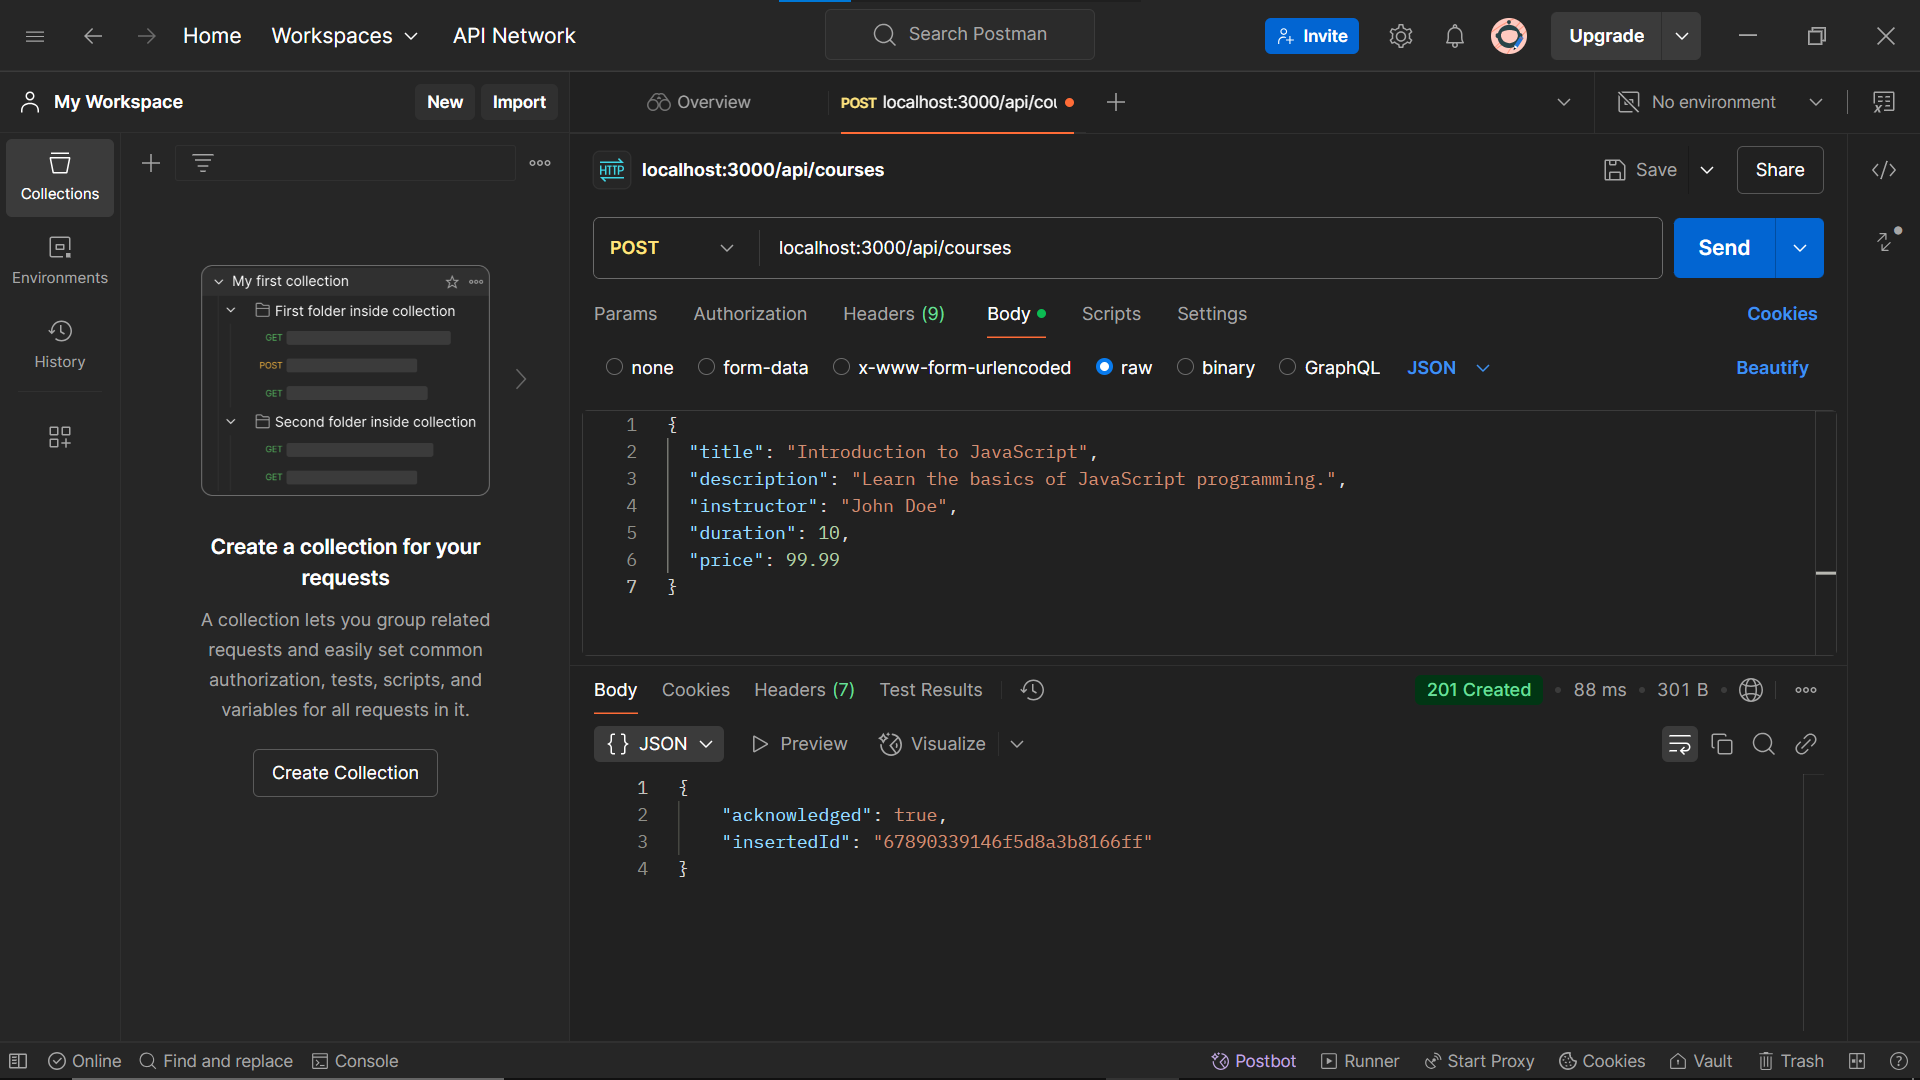 Home Workspaces API Network Search Postman Invite Upgrade
My Workspace New Import Overview POST localhost:3000/api/cou No environment
Collections
Environments
History
My first collection
First folder inside collection
GET
POST
GET
Second folder inside collection
GET
GET
Create a collection for your
requests
A collection lets you group related
requests and easily set common
authorization, tests, scripts, and
variables for all requests in it.
Create Collection
HTTP localhost:3000/api/courses Save Share
POST localhost:3000/api/courses Send
Params Authorization Headers (9) Body Scripts Settings Cookies
none form-data x-www-form-urlencoded raw binary GraphQL JSON Beautify
1 {
2 "title": "Introduction to JavaScript",
3 "description": "Learn the basics of JavaScript programming.",
4 "instructor": "John Doe",
5 "duration": 10,
6 "price": 99.99
7 }
Body Cookies Headers (7) Test Results 201 Created 88 ms 301 B
{} JSON Preview Visualize
1 {
2 "acknowledged": true,
3 "insertedId": "67890339146f5d8a3b8166ff"
4 }
Online Find and replace Console Postbot Runner Start Proxy Cookies Vault Trash